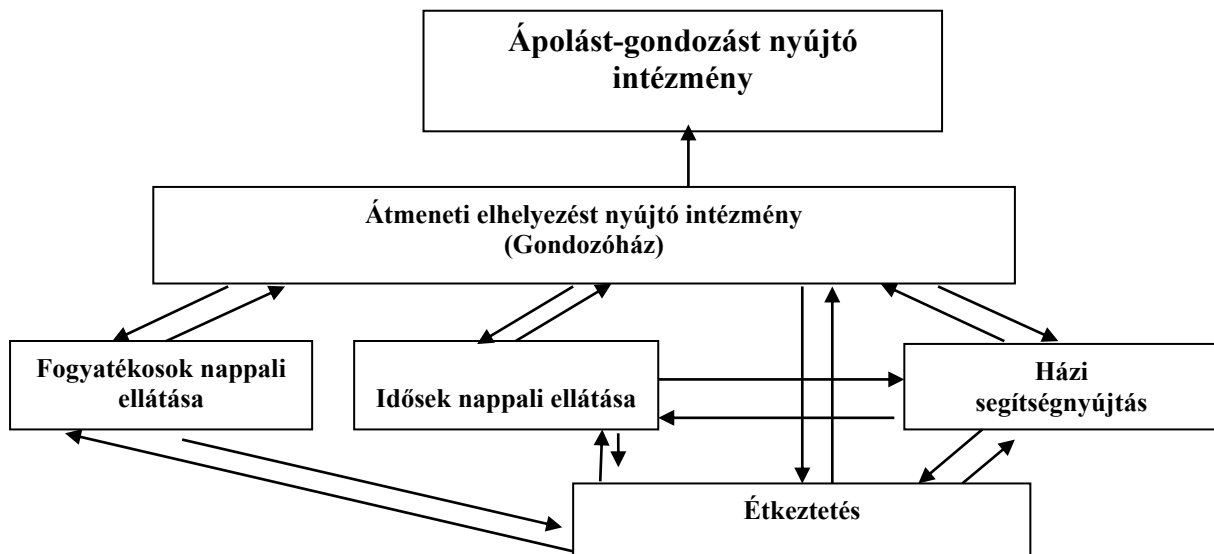 Ápolást-gondozást nyújtó
intézmény
Átmeneti elhelyezést nyújtó intézmény
(Gondozóház)
Fogyatékosok nappali
ellátása
Idősek nappali ellátása
Házi
segítségnyújtás
Étkeztetés